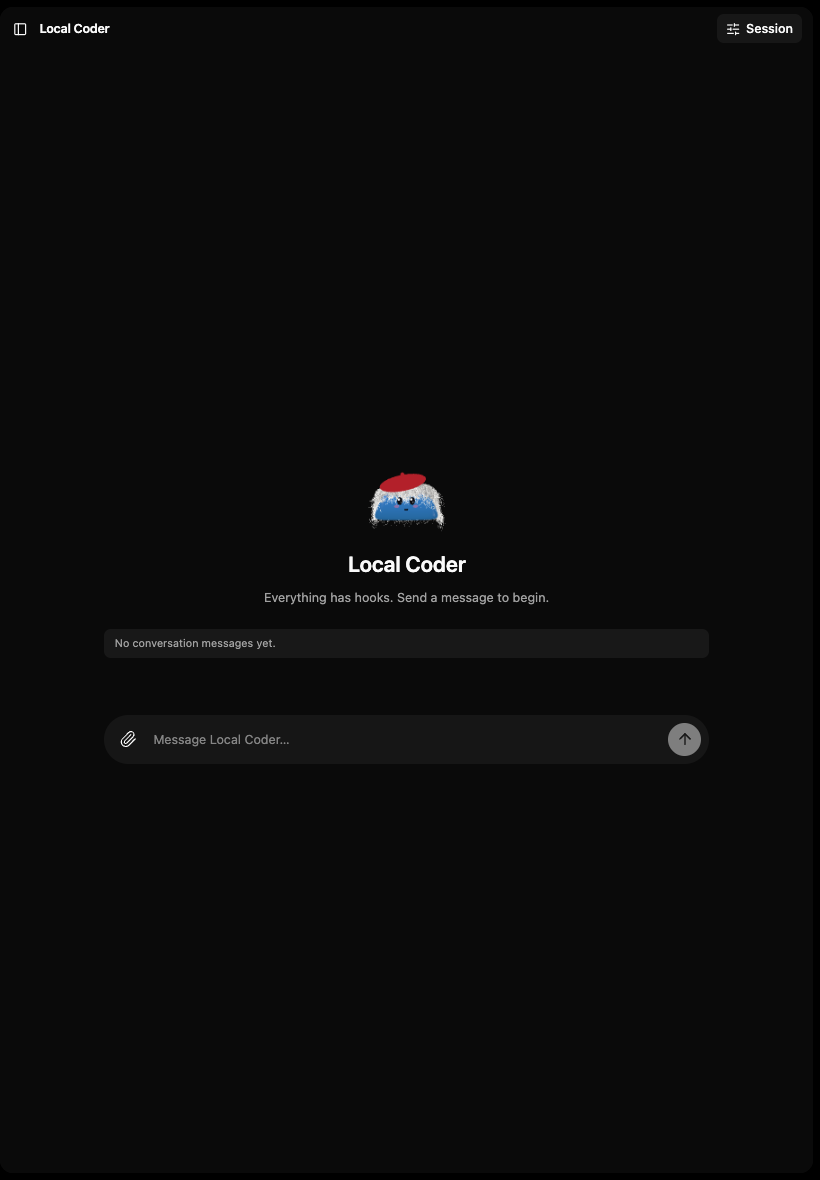 Local Coder
Session
Local Coder
Everything has hooks. Send a message to begin.
No conversation messages yet.
Message Local Coder...